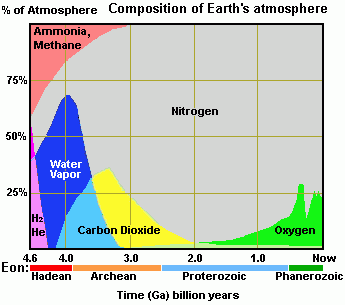 % of Atmosphere
Composition of Earth's atmosphere
Ammonia,
Methane
75%
Nitrogen
50%
Water
Vapor
25%
H₂
He
Carbon Dioxide
Oxygen
4.6 4.0 3.0 2.0 1.0 Now
Eon:
Hadean Archean Proterozoic Phanerozoic
Time (Ga) billion years